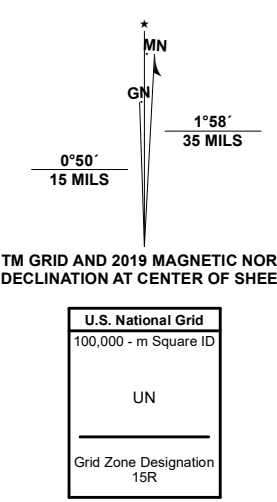 ★
MN
GN
1°58´
35 MILS
0°50´
15 MILS
TM GRID AND 2019 MAGNETIC NOR
DECLINATION AT CENTER OF SHEE
U.S. National Grid
100,000 - m Square ID
UN
Grid Zone Designation
15R